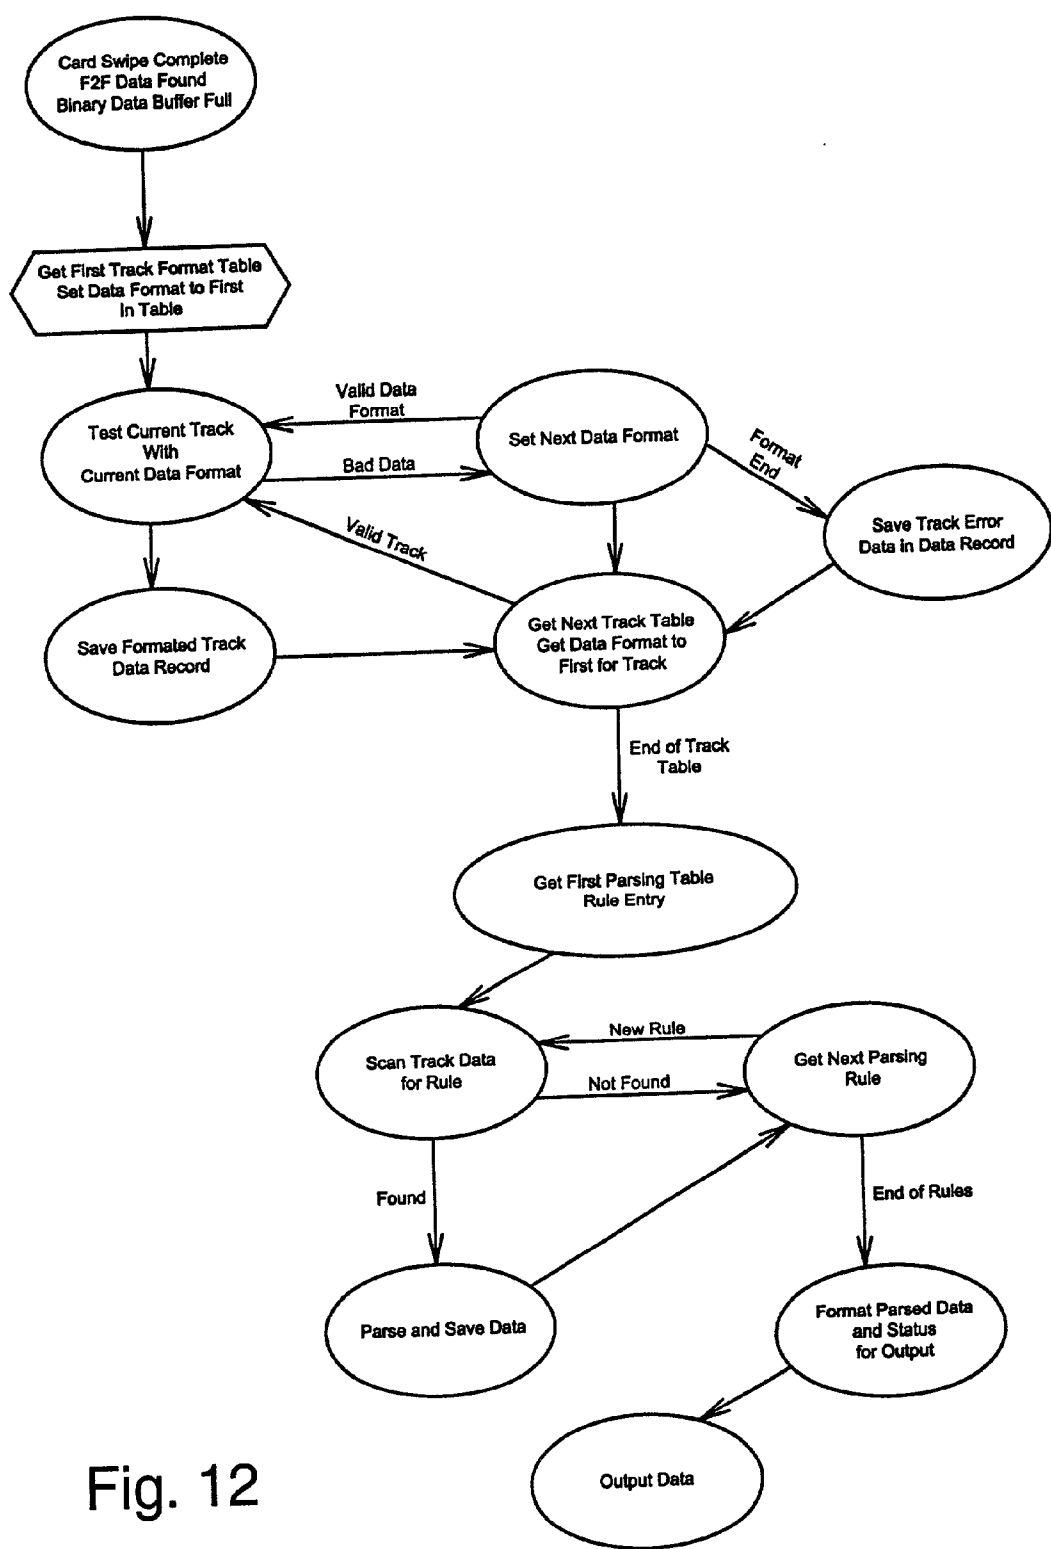 Card Swipe Complete
F2F Data Found
Binary Data Buffer Full
Get First Track Format Table
Set Data Format to First
In Table
Valid Data
Format
Test Current Track
With
Current Data Format
Set Next Data Format
Bad Data
Format
End
Save Track Error
Data in Data Record
Valid Track
Save Formated Track
Data Record
Get Next Track Table
Get Data Format to
First for Track
End of Track
Table
Get First Parsing Table
Rule Entry
New Rule
Scan Track Data
for Rule
Get Next Parsing
Rule
Not Found
Found
End of Rules
Parse and Save Data
Format Parsed Data
and Status
for Output
Output Data
Fig. 12